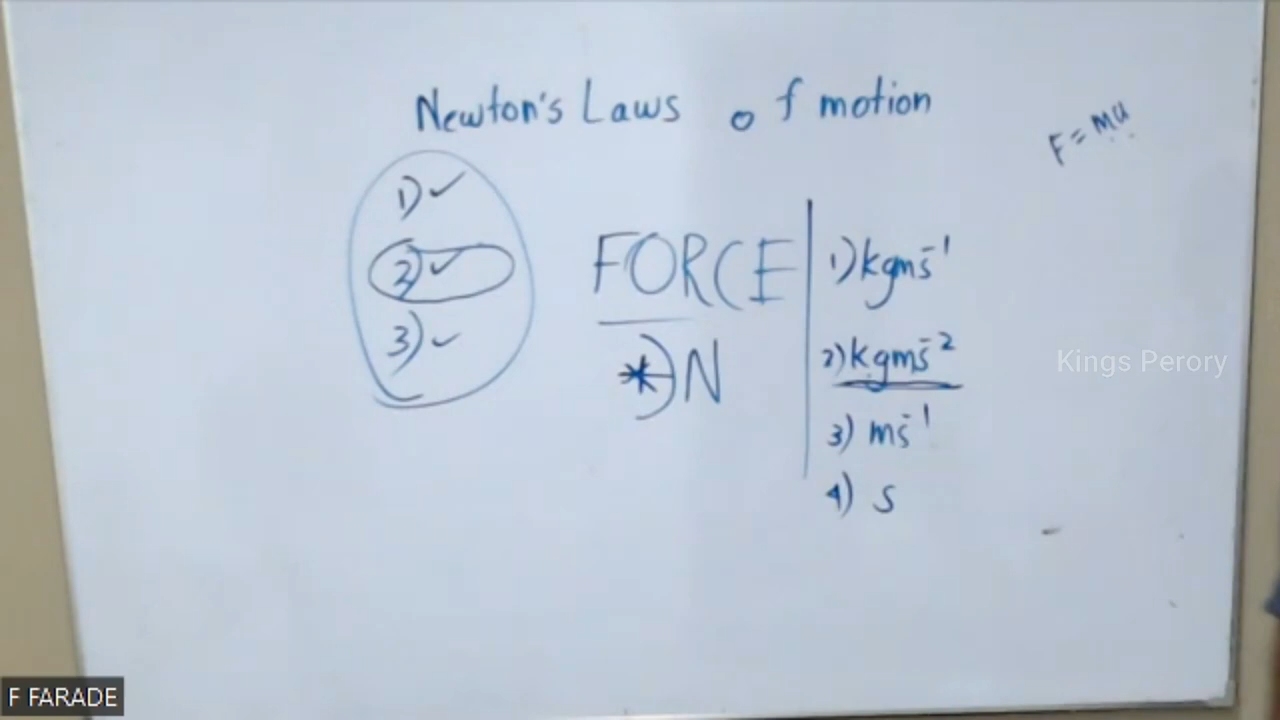 Newton's Laws of motion
F = ma
1) ✓
2) ✓
3) ✓
FORCE
*) N
1) kgms⁻¹
2) kgms⁻²
3) ms⁻¹
4) s
Kings Perory
F FARADE